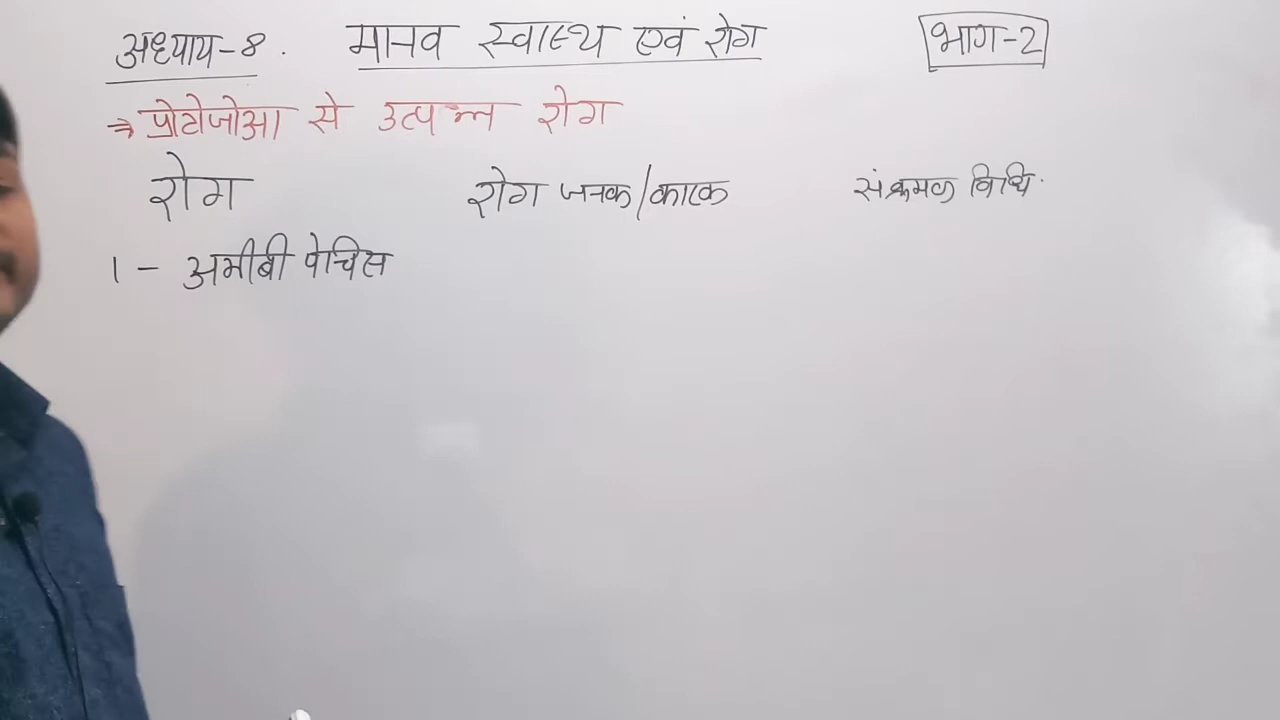 अध्याय-8. मानव स्वास्थ्य एवं रोग भाग-2
⇒ प्रोटोजोआ से उत्पन्न रोग
रोग रोग जनक/कारक संक्रमण विधि.
1 - अमीबी पेचिस